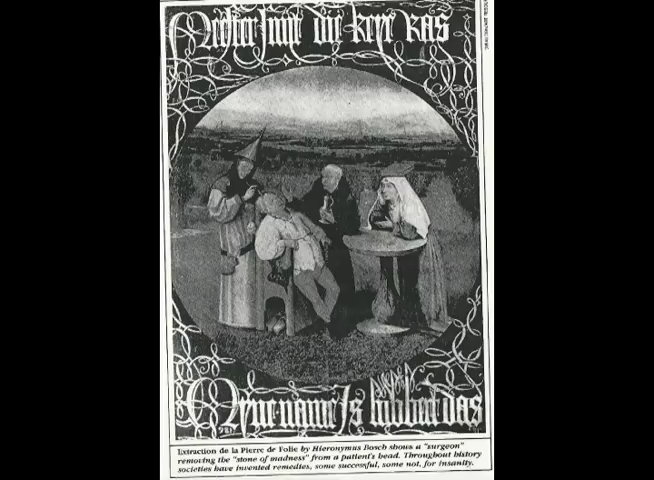 Meester snyt die keye ras
Myne name Is lubbert das
Extraction de la Pierre de Folie by Hieronymus Bosch shows a "surgeon"
removing the "stone of madness" from a patient's head. Throughout history
societies have invented remedies, some successful, some not, for insanity.